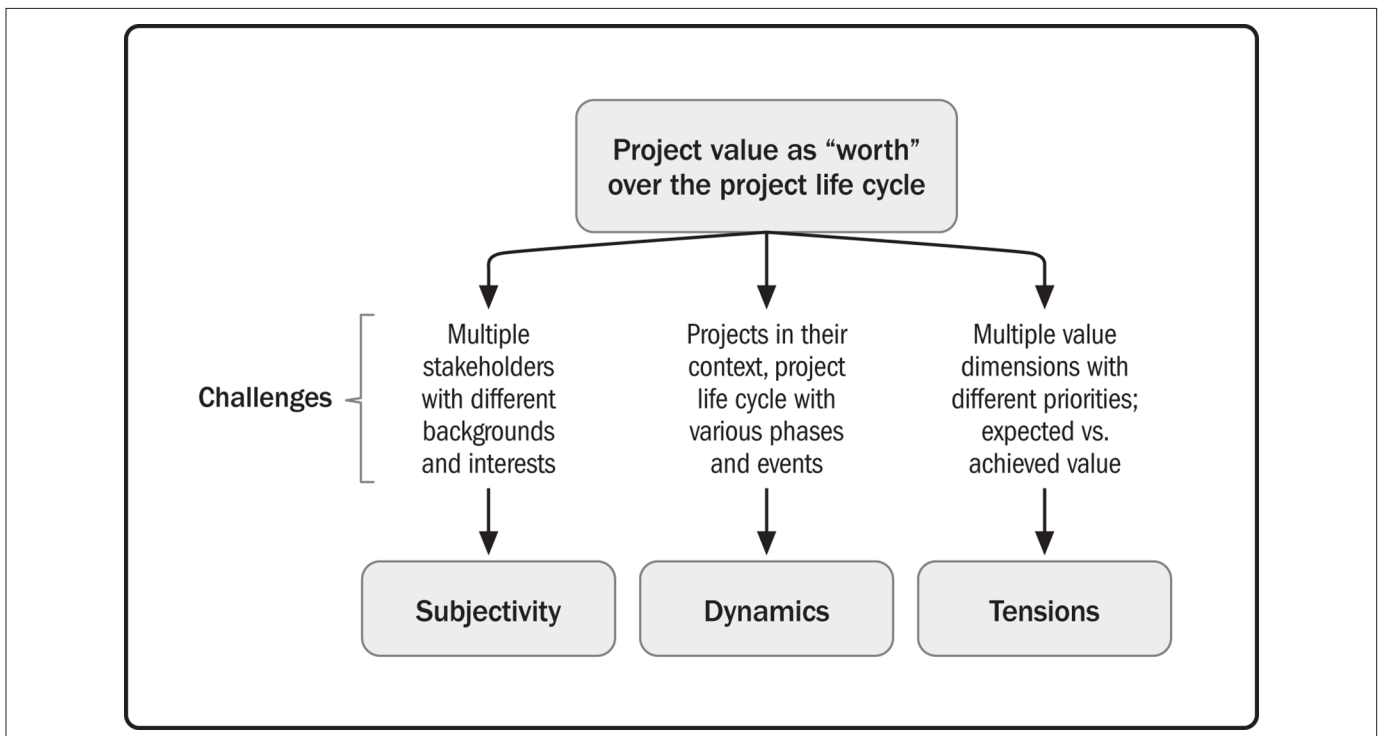 Project value as “worth”
over the project life cycle
Challenges
Multiple
stakeholders
with different
backgrounds
and interests
Projects in their
context, project
life cycle with
various phases
and events
Multiple value
dimensions with
different priorities;
expected vs.
achieved value
Subjectivity
Dynamics
Tensions